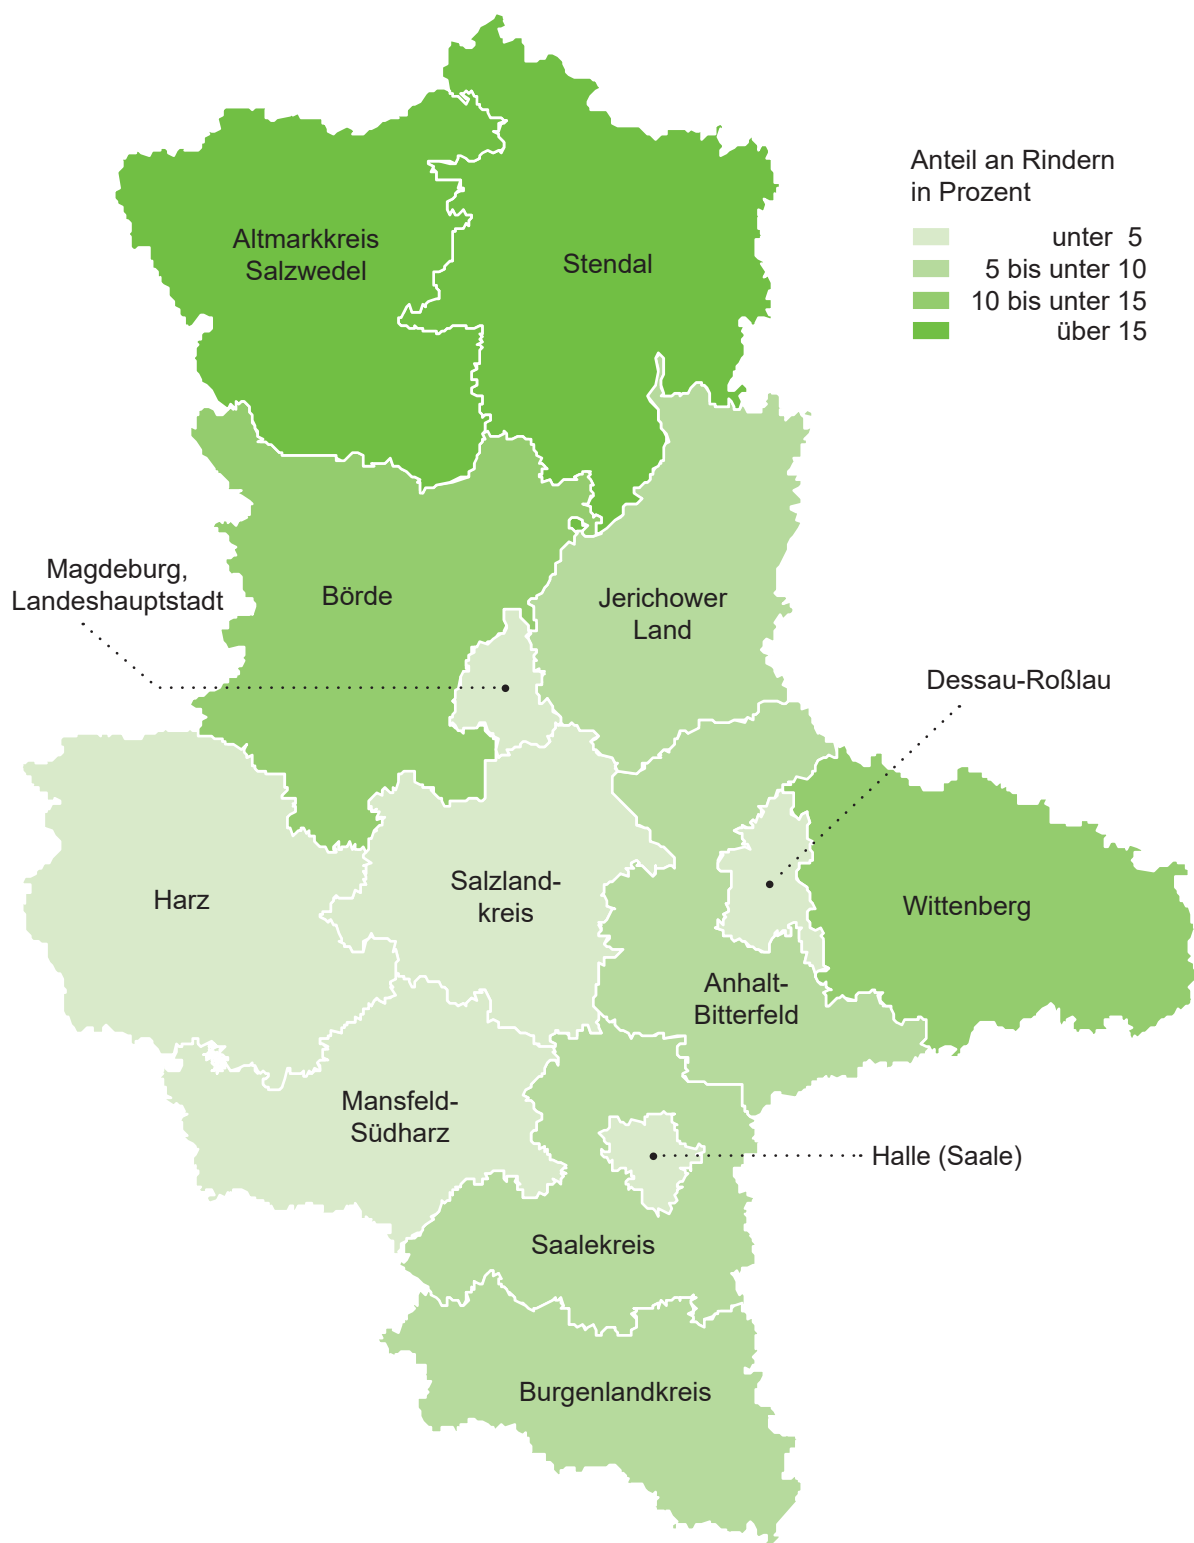 Anteil an Rindern
in Prozent
unter 5
5 bis unter 10
10 bis unter 15
über 15
Altmarkkreis
Salzwedel
Stendal
Magdeburg,
Landeshauptstadt
Börde
Jerichower
Land
Dessau-Roßlau
Harz
Salzland-
kreis
Wittenberg
Anhalt-
Bitterfeld
Mansfeld-
Südharz
Halle (Saale)
Saalekreis
Burgenlandkreis